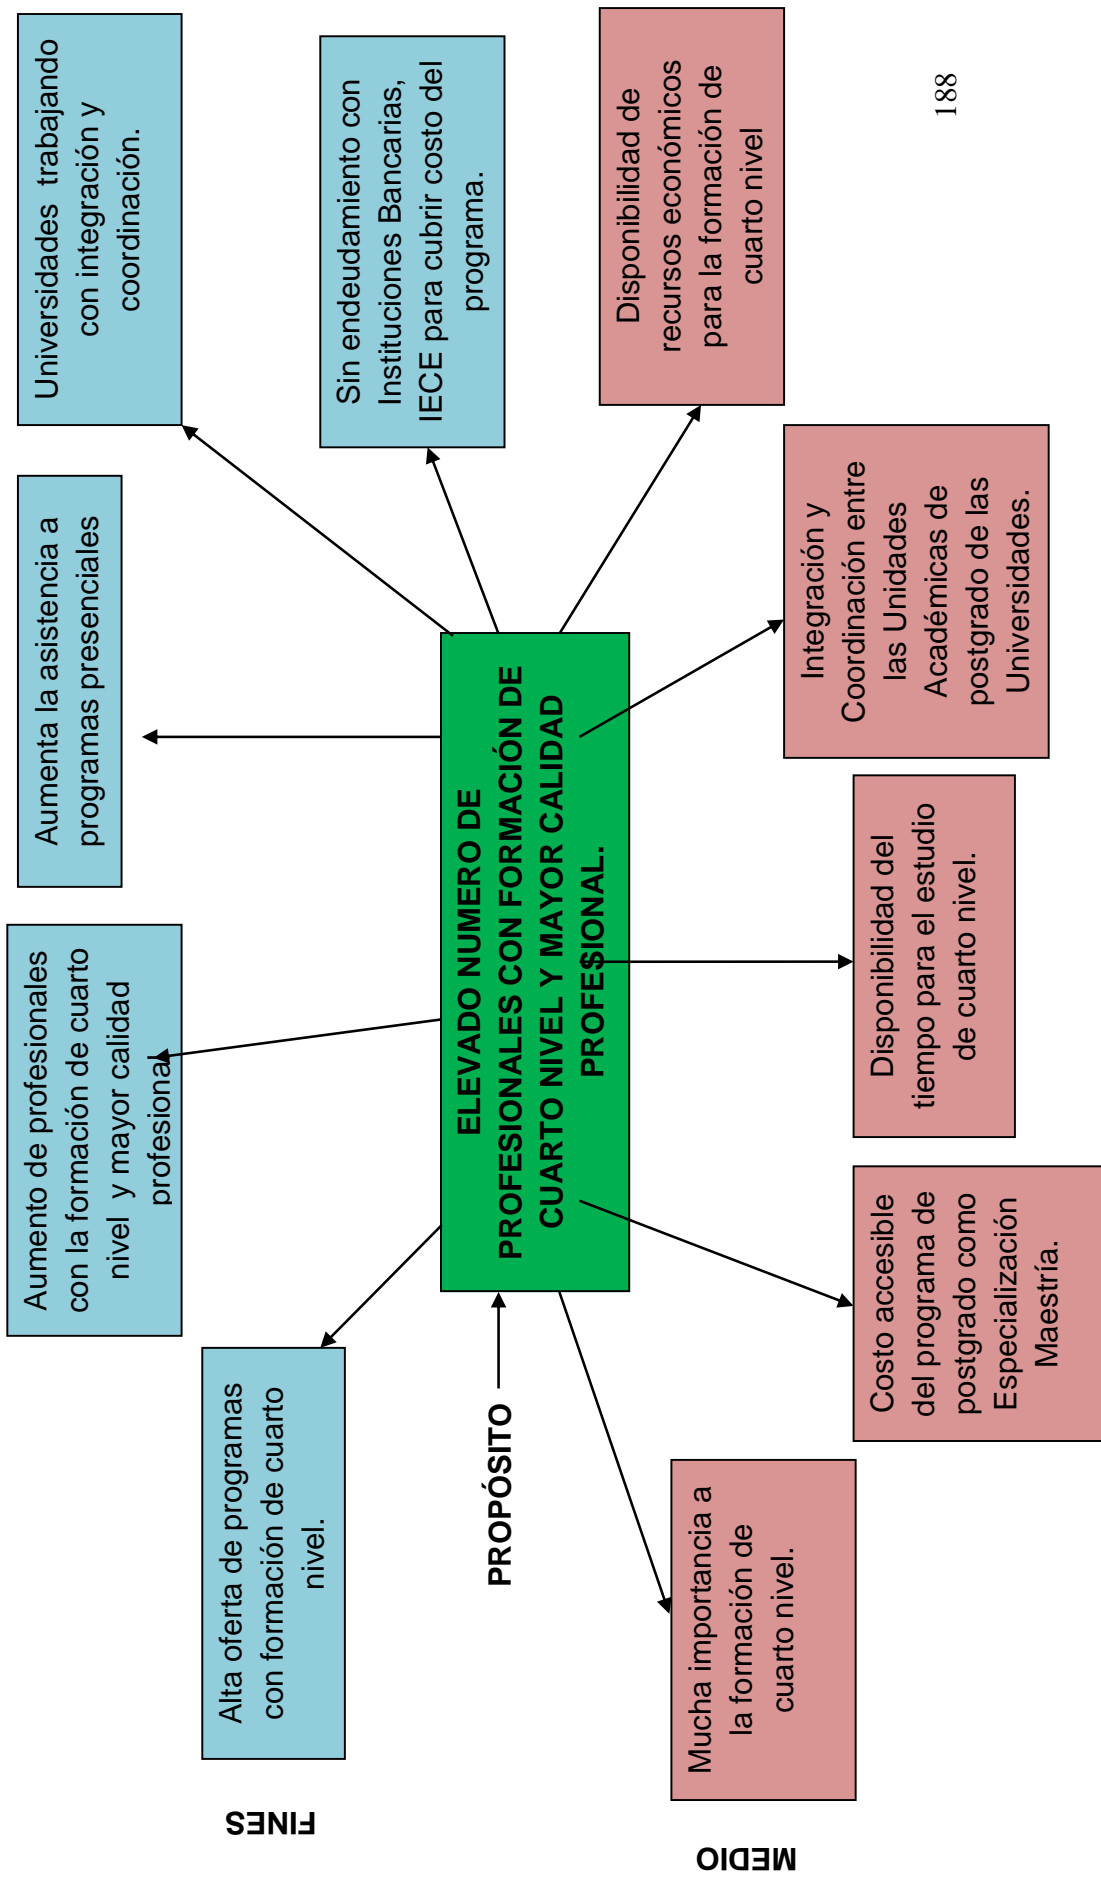 FINES
Alta oferta de programas
con formación de cuarto
nivel.
Aumento de profesionales
con la formación de cuarto
nivel y mayor calidad
profesional
Aumenta la asistencia a
programas presenciales
Universidades trabajando
con integración y
coordinación.
Sin endeudamiento con
Instituciones Bancarias,
IECE para cubrir costo del
programa.
PROPÓSITO
ELEVADO NUMERO DE
PROFESIONALES CON FORMACIÓN DE
CUARTO NIVEL Y MAYOR CALIDAD
PROFESIONAL.
MEDIO
Mucha importancia a
la formación de
cuarto nivel.
Costo accesible
del programa de
postgrado como
Especialización
Maestría.
Disponibilidad del
tiempo para el estudio
de cuarto nivel.
Integración y
Coordinación entre
las Unidades
Académicas de
postgrado de las
Universidades.
Disponibilidad de
recursos económicos
para la formación de
cuarto nivel
188